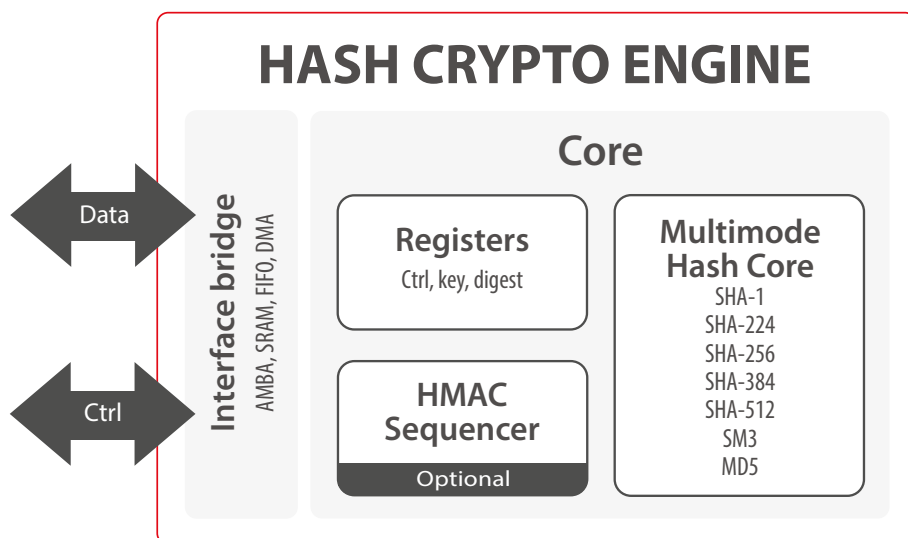 HASH CRYPTO ENGINE
Data
Ctrl
Interface bridge
AMBA, SRAM, FIFO, DMA
Core
Registers
Ctrl, key, digest
HMAC
Sequencer
Optional
Multimode
Hash Core
SHA-1
SHA-224
SHA-256
SHA-384
SHA-512
SM3
MD5